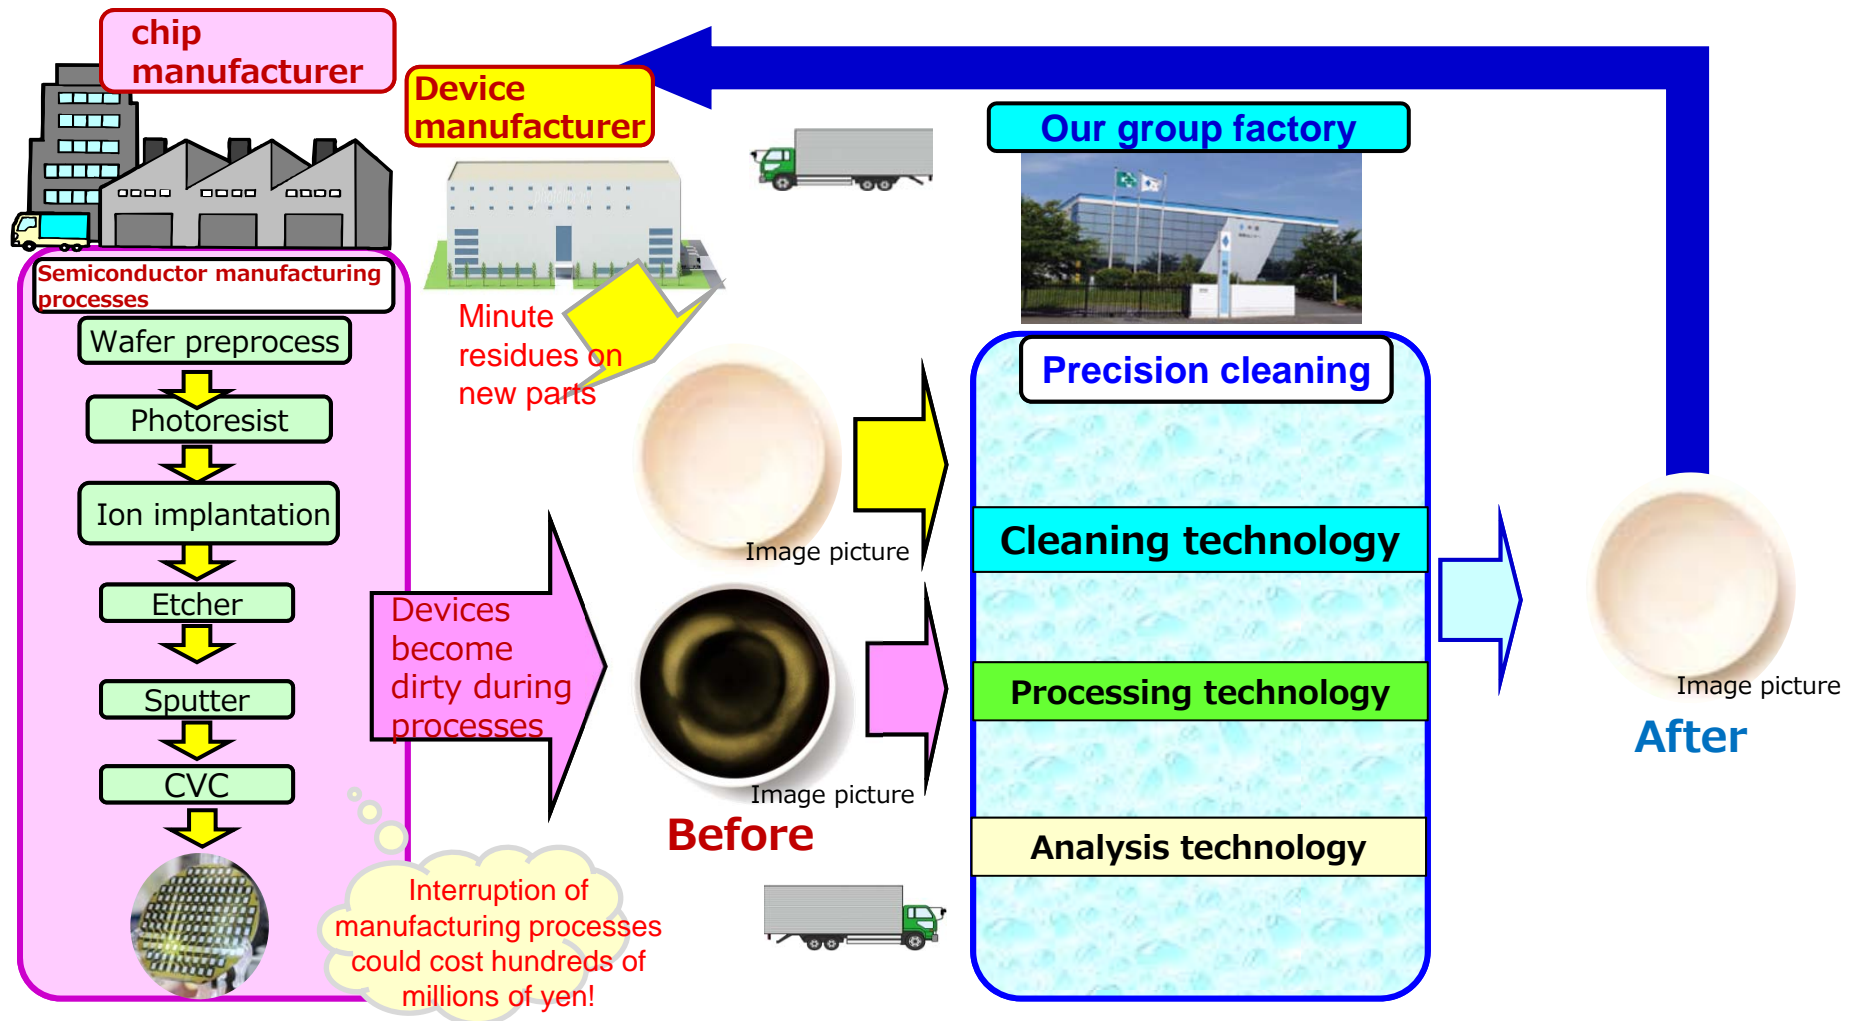 chip
manufacturer
Device
manufacturer
Our group factory
Semiconductor manufacturing
processes
Wafer preprocess
Photoresist
Ion implantation
Etcher
Sputter
CVC
Minute
residues on
new parts
Image picture
Devices
become
dirty during
processes
Image picture
Before
Interruption of
manufacturing processes
could cost hundreds of
millions of yen!
Precision cleaning
Cleaning technology
Processing technology
Analysis technology
Image picture
After